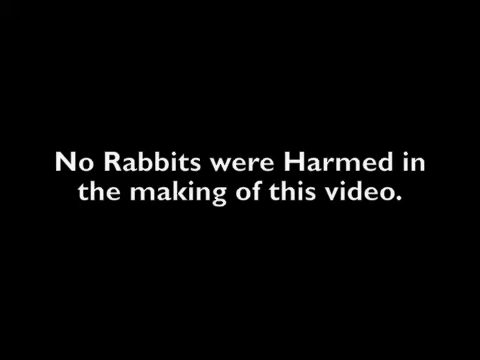 No Rabbits were Harmed in
the making of this video.